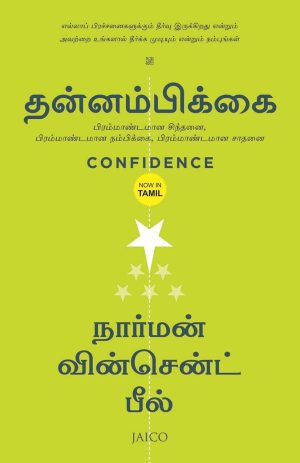 எல்லாப் பிரச்சனைகளுக்கும் தீர்வு இருக்கிறது என்றும்
அவற்றை உங்களால் தீர்க்க முடியும் என்றும் நம்புங்கள்
தன்னம்பிக்கை
பிரம்மாண்டமான சிந்தனை,
பிரம்மாண்டமான நம்பிக்கை, பிரம்மாண்டமான சாதனை
CONFIDENCE
NOW IN
TAMIL
நார்மன்
வின்சென்ட்
பீல்
JAICO